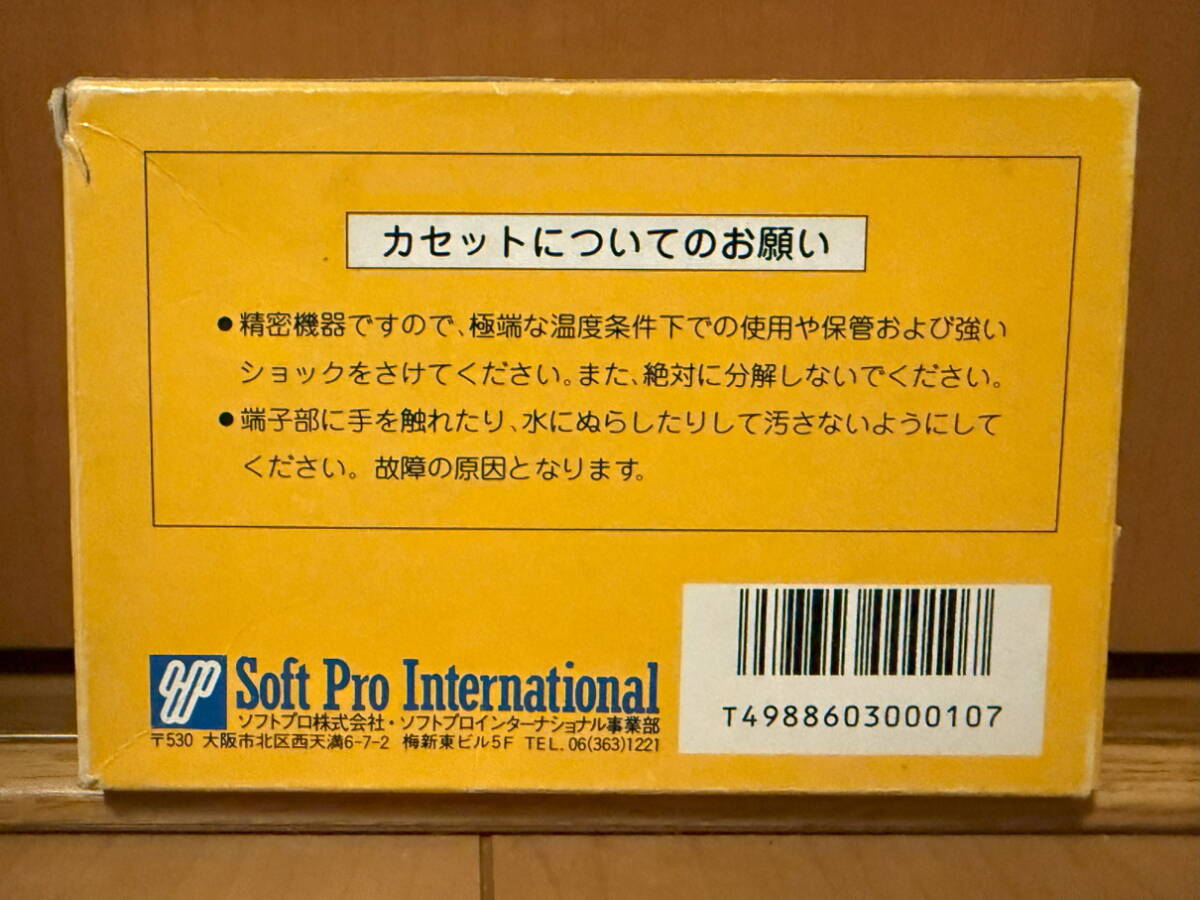 カセットについてのお願い
●精密機器ですので、極端な温度条件下での使用や保管および強い
ショックをさけてください。また、絶対に分解しないでください。
●端子部に手を触れたり、水にぬらしたりして汚さないようにして
ください。故障の原因となります。
Soft Pro International
ソフトプロ株式会社・ソフトプロインターナショナル事業部
〒530 大阪市北区西天満6-7-2 梅新東ビル5F TEL.06(363)1221
T4988603000107